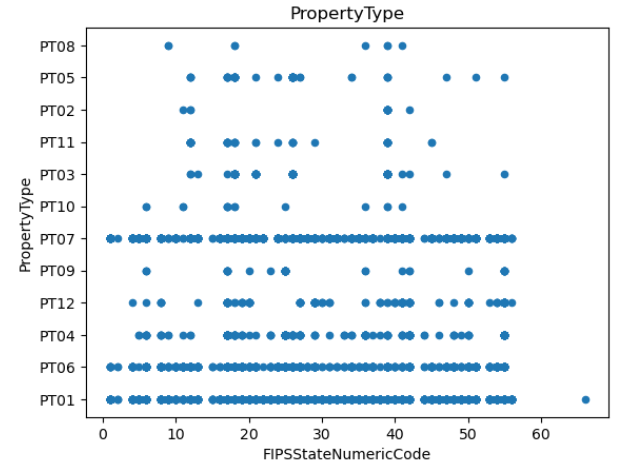 PropertyType
PT08
PT05
PT02
PT11
PT03
PT10
PT07
PT09
PT12
PT04
PT06
PT01
PropertyType
0 10 20 30 40 50 60
FIPSStateNumericCode